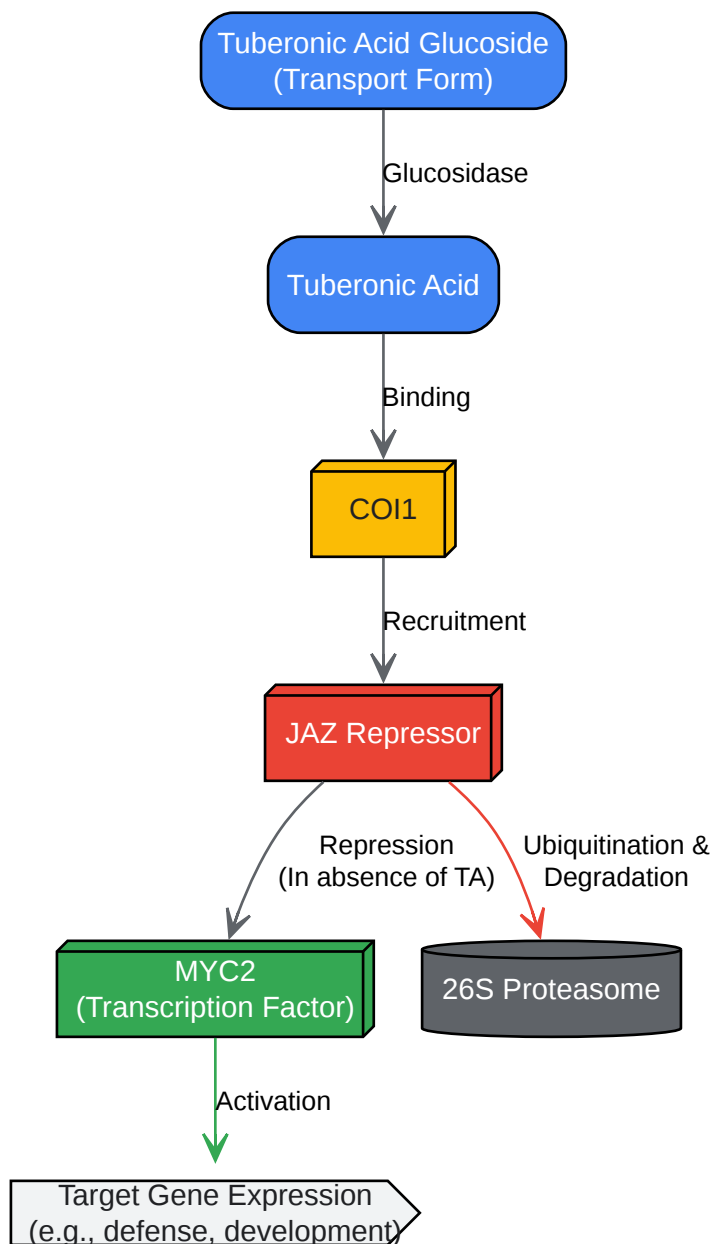 Tuberonic Acid Glucoside
(Transport Form)
Glucosidase
Tuberonic Acid
Binding
COI1
Recruitment
JAZ Repressor
Repression
(In absence of TA)
Ubiquitination &
Degradation
MYC2
(Transcription Factor)
26S Proteasome
Activation
Target Gene Expression
(e.g., defense, development)